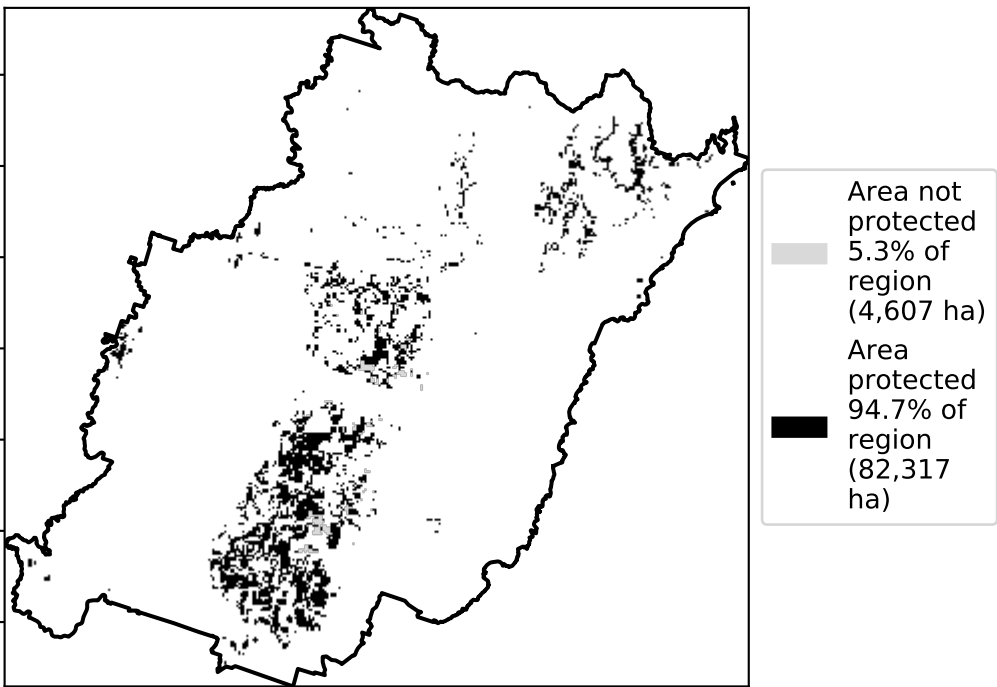 Area not
protected
5.3% of
region
(4,607 ha)
Area
protected
94.7% of
region
(82,317
ha)